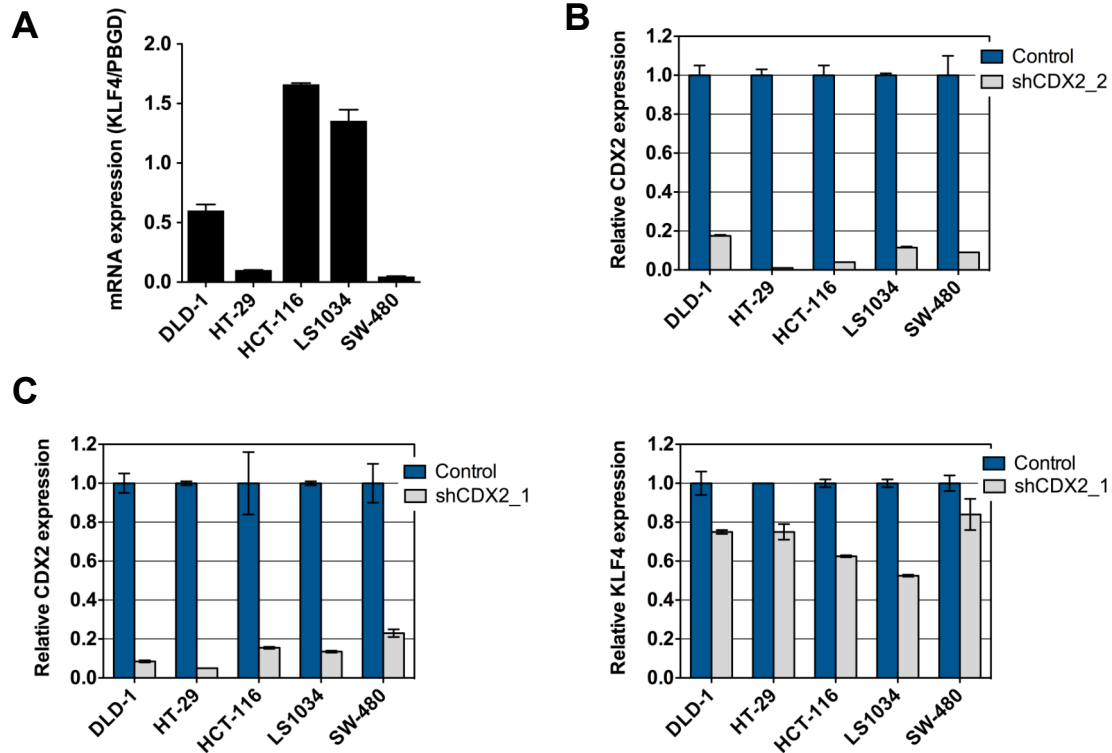 A
mRNA expression (KLF4/PBGD)
2.0
1.5
1.0
0.5
0.0
DLD-1
HT-29
HCT-116
LS1034
SW-480
B
Relative CDX2 expression
1.2
1.0
0.8
0.6
0.4
0.2
0.0
DLD-1
HT-29
HCT-116
LS1034
SW-480
Control
shCDX2_2
C
Relative CDX2 expression
1.2
1.0
0.8
0.6
0.4
0.2
0.0
DLD-1
HT-29
HCT-116
LS1034
SW-480
Control
shCDX2_1
Relative KLF4 expression
1.2
1.0
0.8
0.6
0.4
0.2
0.0
DLD-1
HT-29
HCT-116
LS1034
SW-480
Control
shCDX2_1